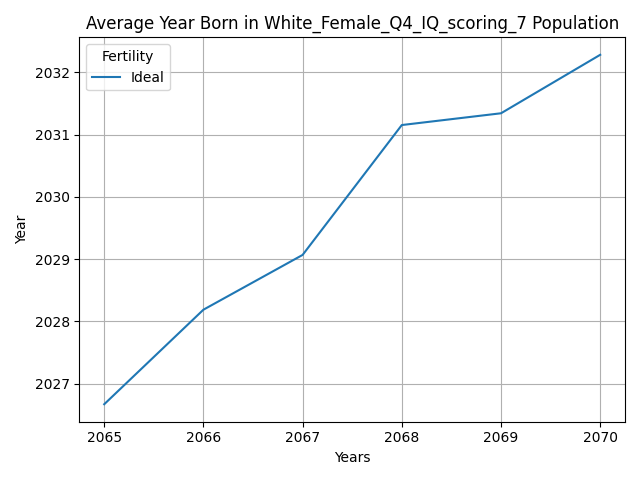 Average Year Born in White_Female_Q4_IQ_scoring_7 Population
Fertility
Ideal
2032
2031
2030
2029
2028
2027
Year
2065 2066 2067 2068 2069 2070
Years